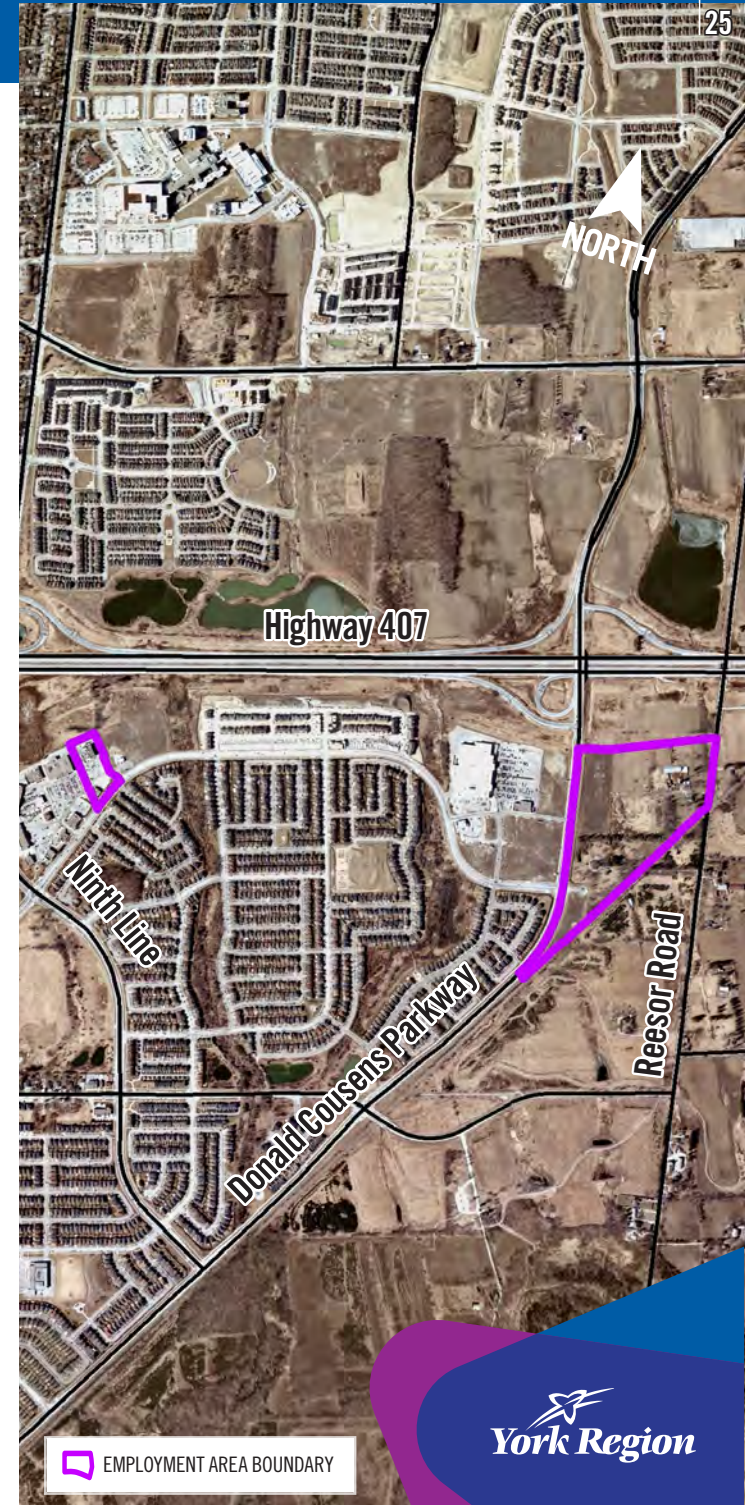 25
NORTH
Highway 407
Ninth Line
Donald Cousens Parkway
Reesor Road
EMPLOYMENT AREA BOUNDARY
York Region